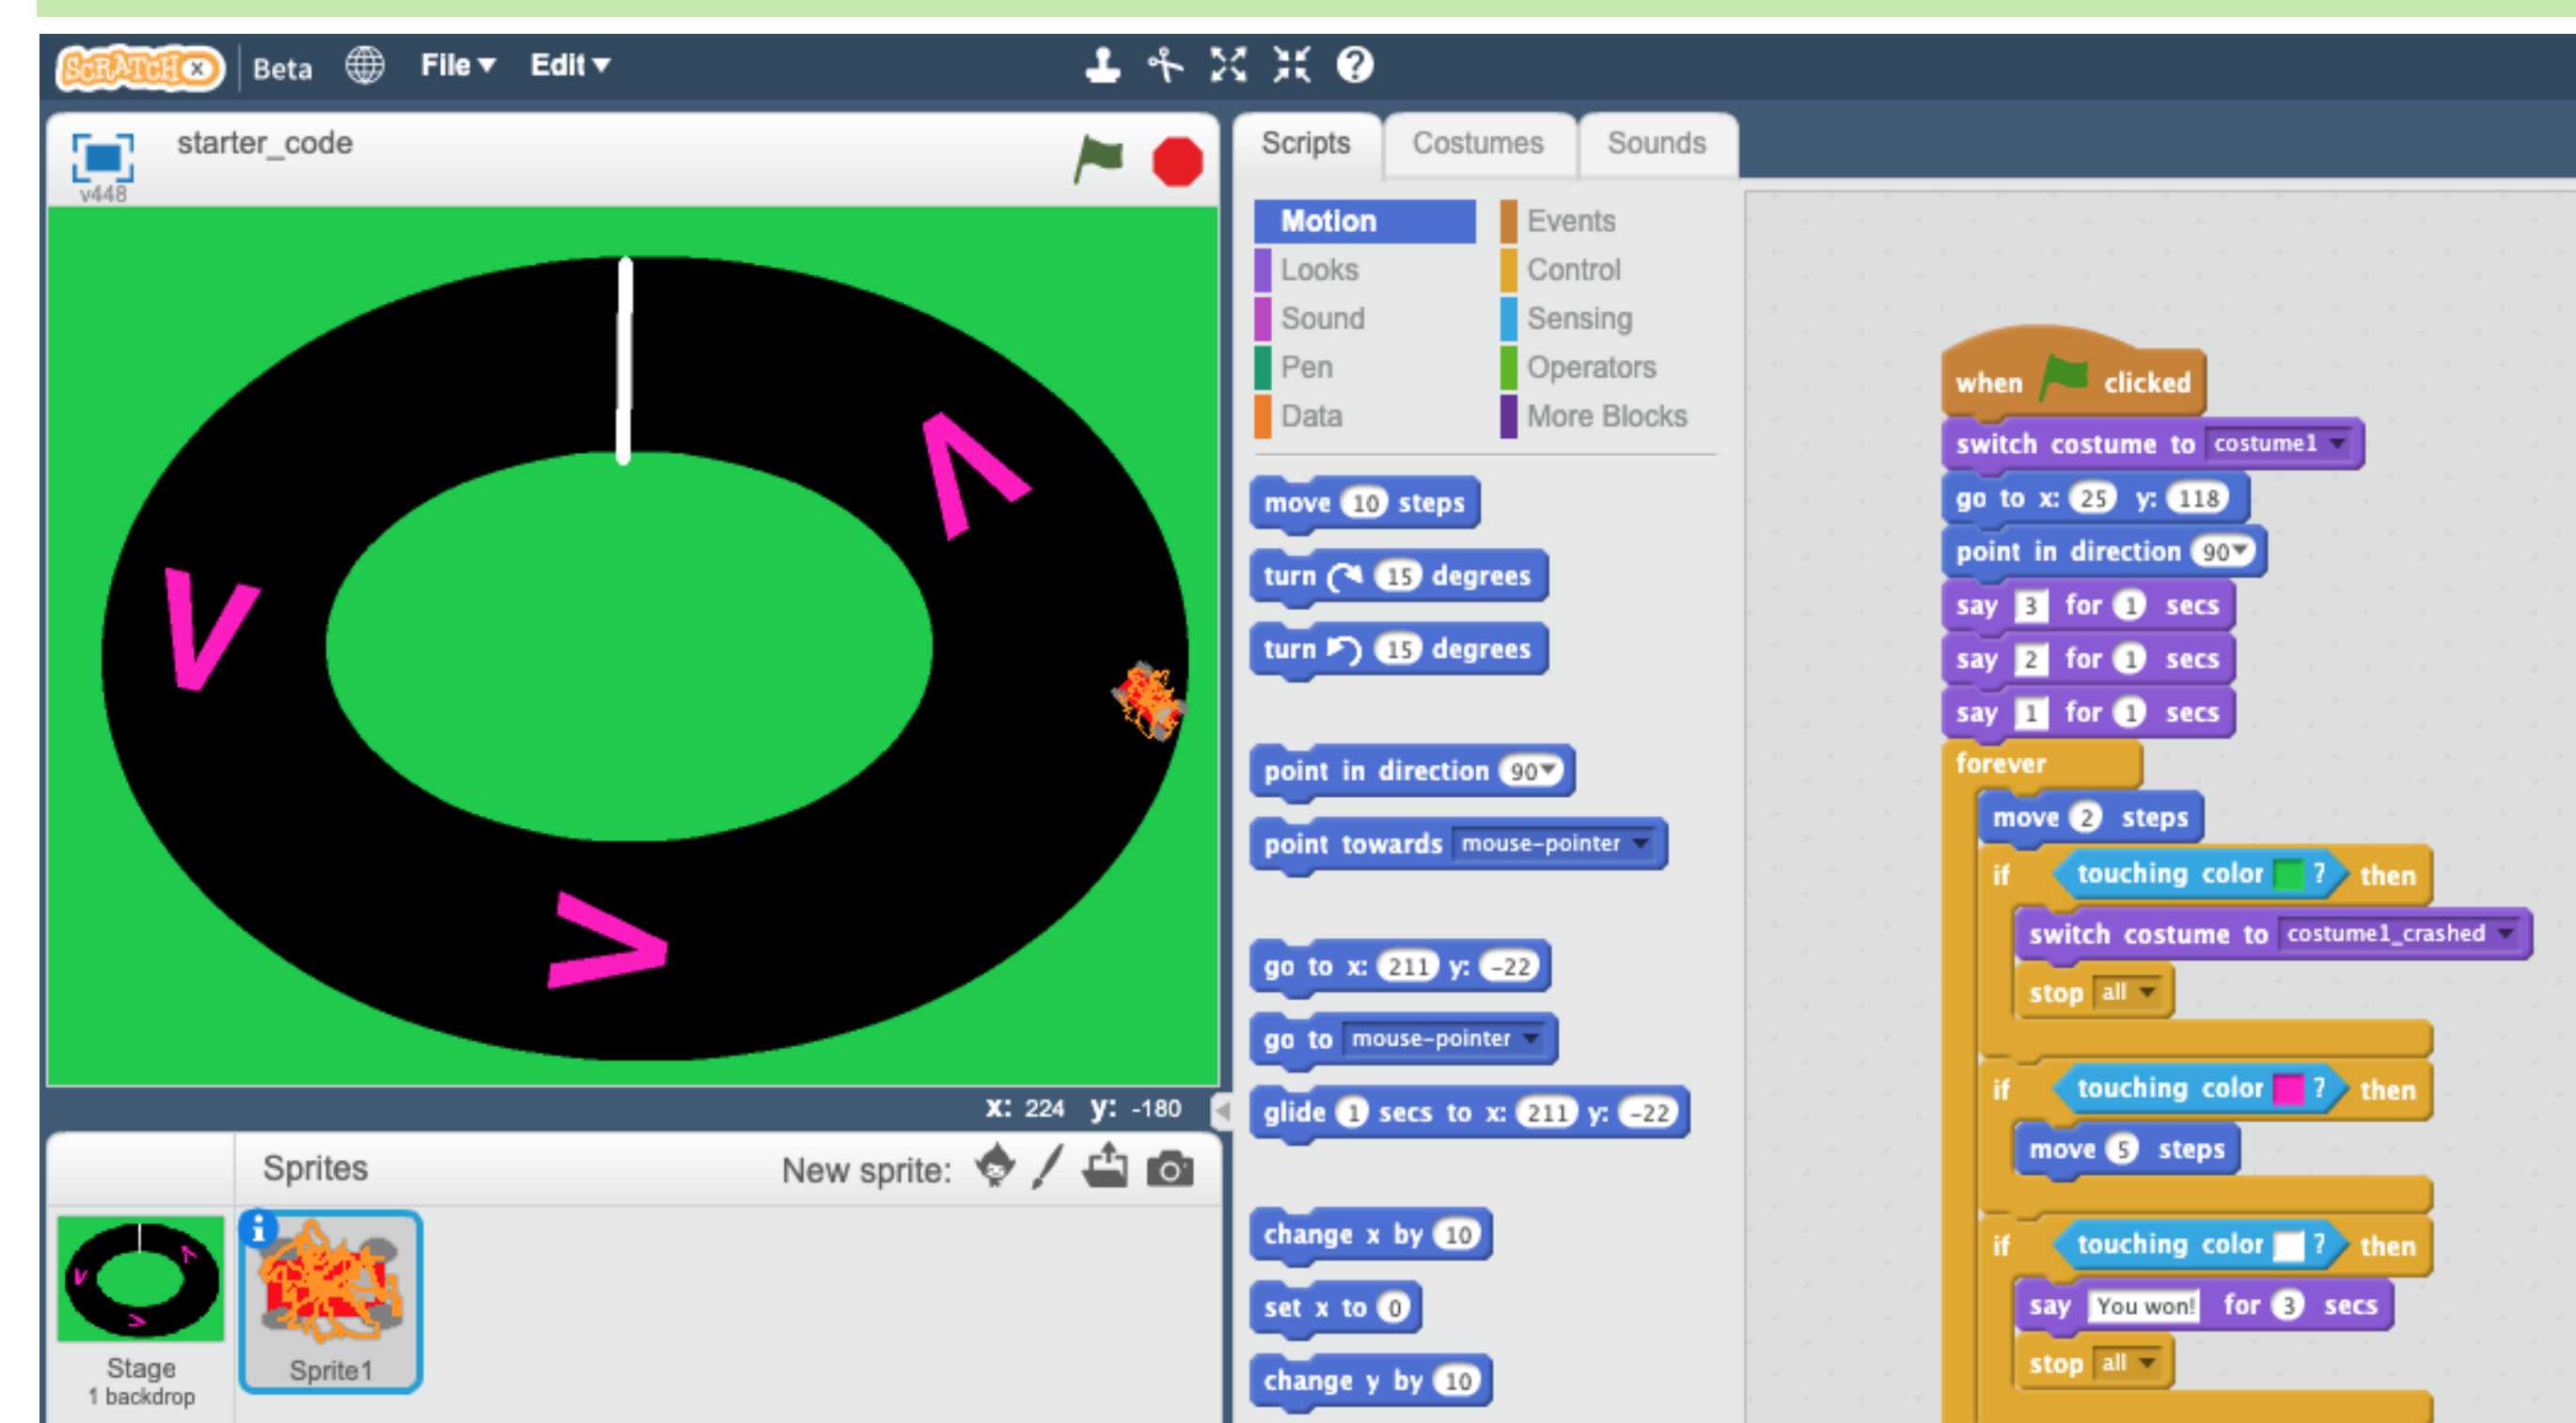 SCRATCH X Beta File Edit
starter_code
v448
x: 224 y: -180
Sprites New sprite:
Stage
1 backdrop
Sprite1
Scripts Costumes Sounds
Motion Events
Looks Control
Sound Sensing
Pen Operators
Data More Blocks
move 10 steps
turn 15 degrees
turn 15 degrees
point in direction 90
point towards mouse-pointer
go to x: 211 y: -22
go to mouse-pointer
glide 1 secs to x: 211 y: -22
change x by 10
set x to 0
change y by 10
when clicked
switch costume to costume1
go to x: 25 y: 118
point in direction 90
say 3 for 1 secs
say 2 for 1 secs
say 1 for 1 secs
forever
move 2 steps
if touching color ? then
switch costume to costume1_crashed
stop all
if touching color ? then
move 5 steps
if touching color ? then
say You won! for 3 secs
stop all